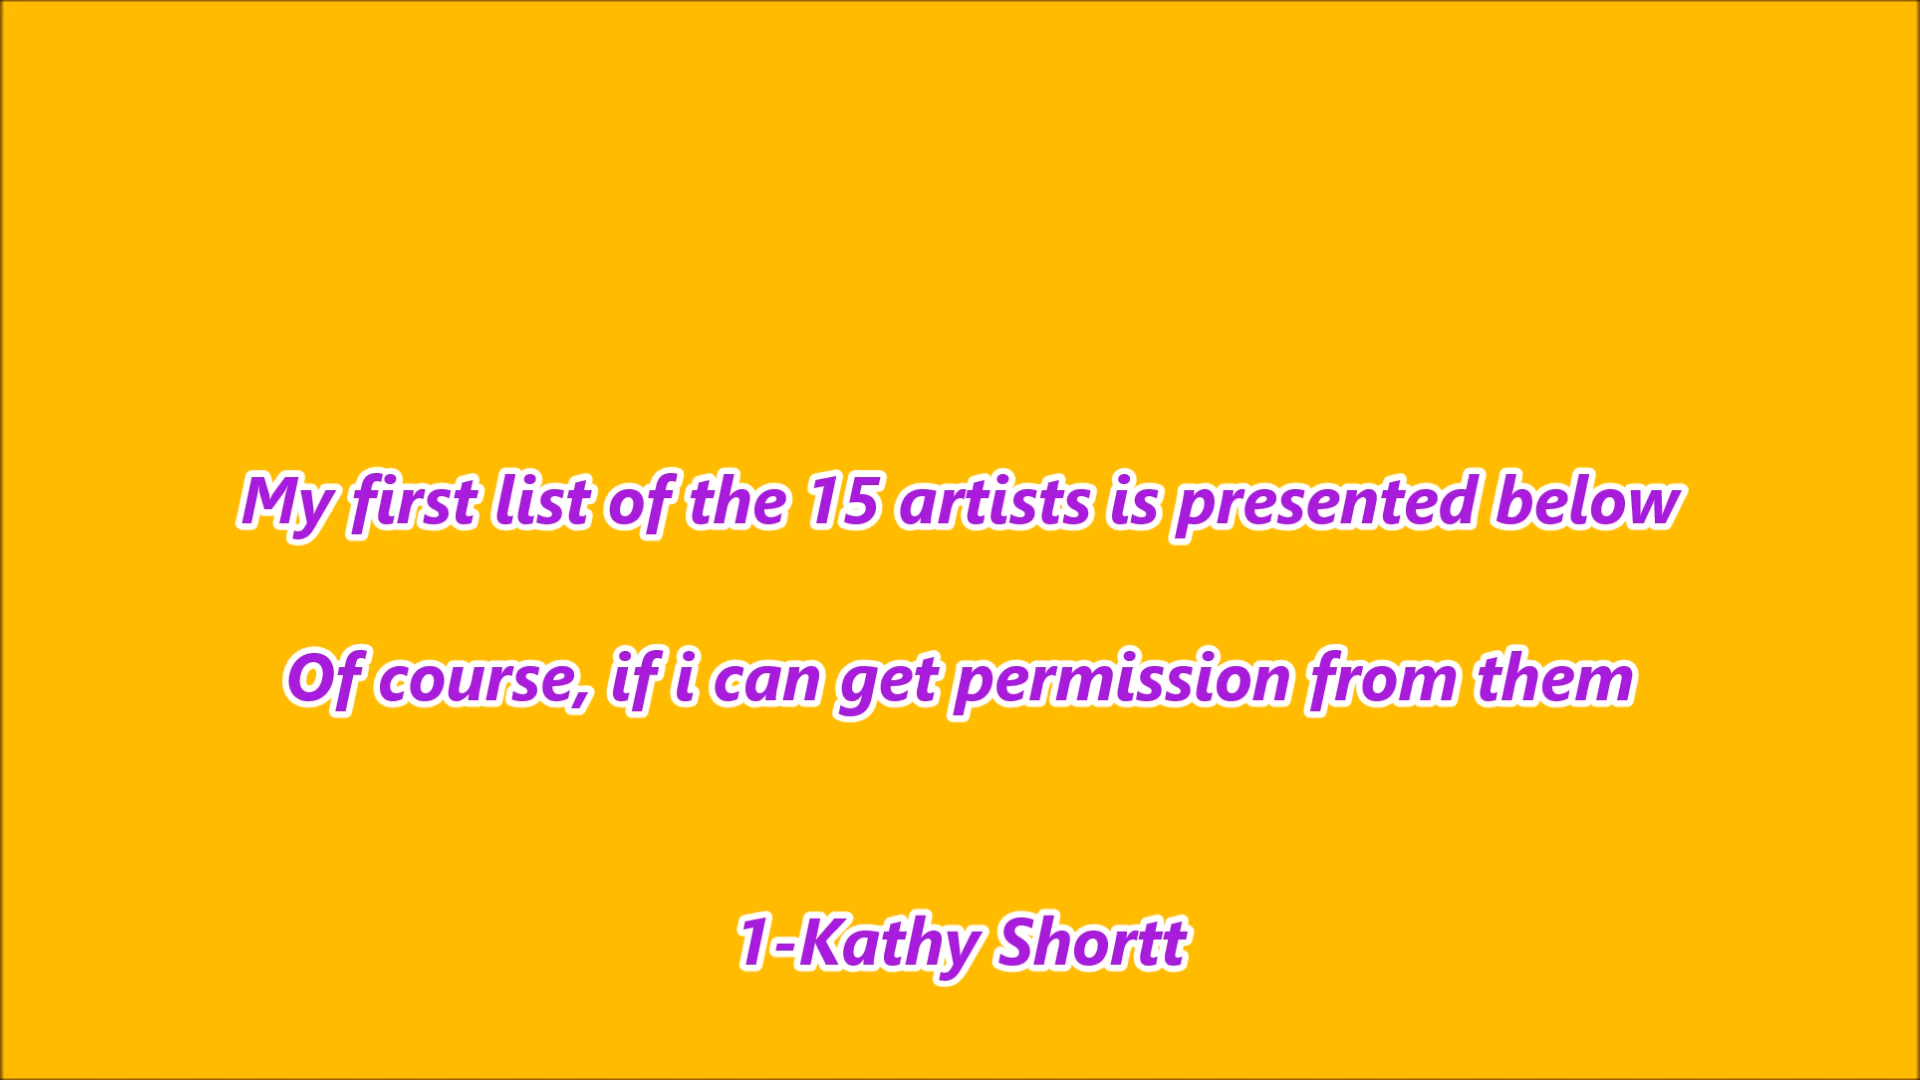 My first list of the 15 artists is presented below
Of course, if i can get permission from them
1-Kathy Shortt